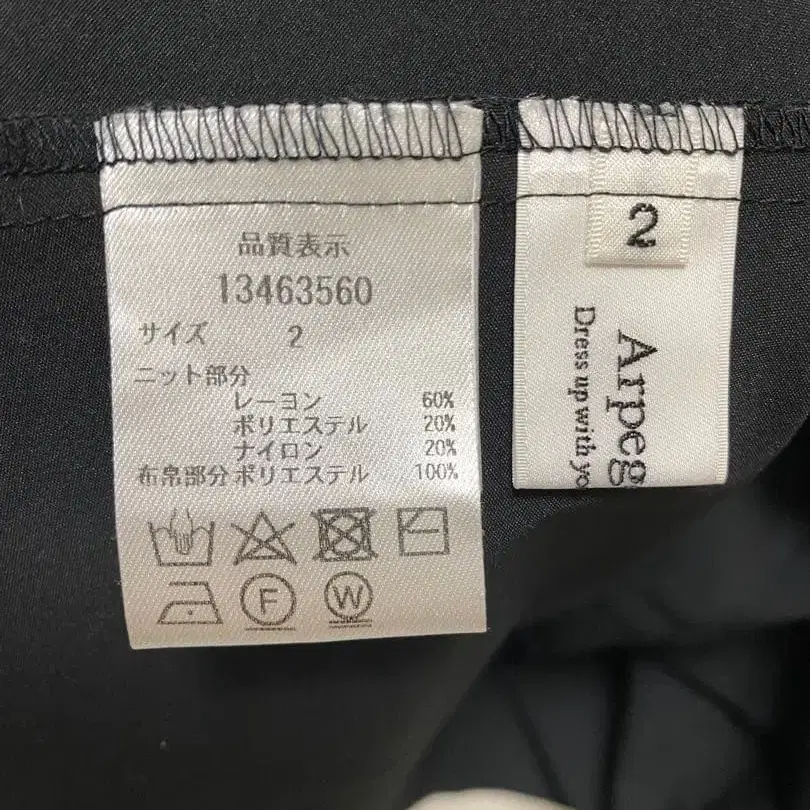 品質表示
13463560
サイズ 2
ニット部分
レーヨン 60%
ポリエステル 20%
ナイロン 20%
布帛部分 ポリエステル 100%
F
W
2
Arpeg
Dress up with yo